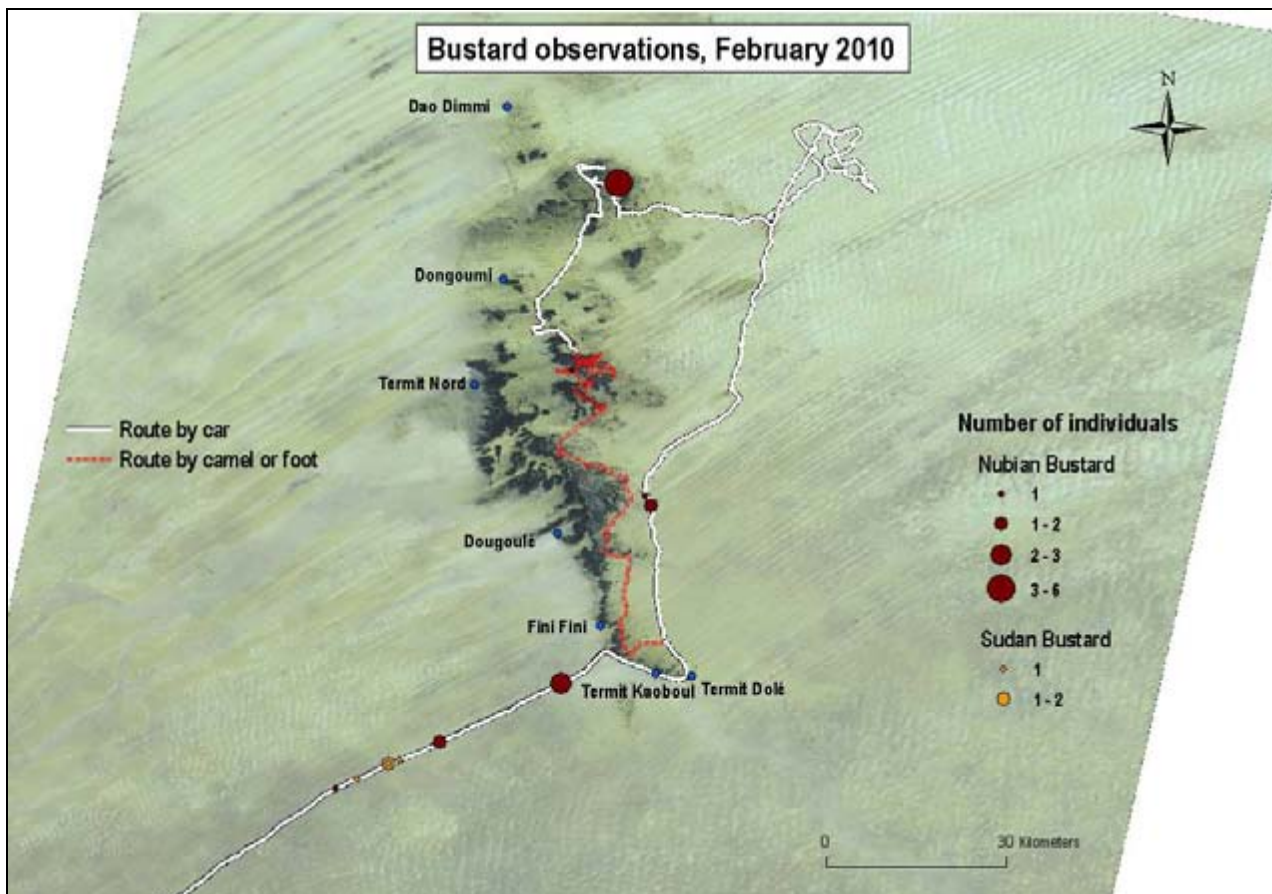 Bustard observations, February 2010
N
Dao Dimmi
Dongoumi
Termit Nord
Route by car
Route by camel or foot
Number of individuals
Nubian Bustard
1
1 - 2
2 - 3
3 - 6
Dougoulé
Fini Fini
Sudan Bustard
1
1 - 2
Termit Kaoboul
Termit Dolé
0 30 Kilometers